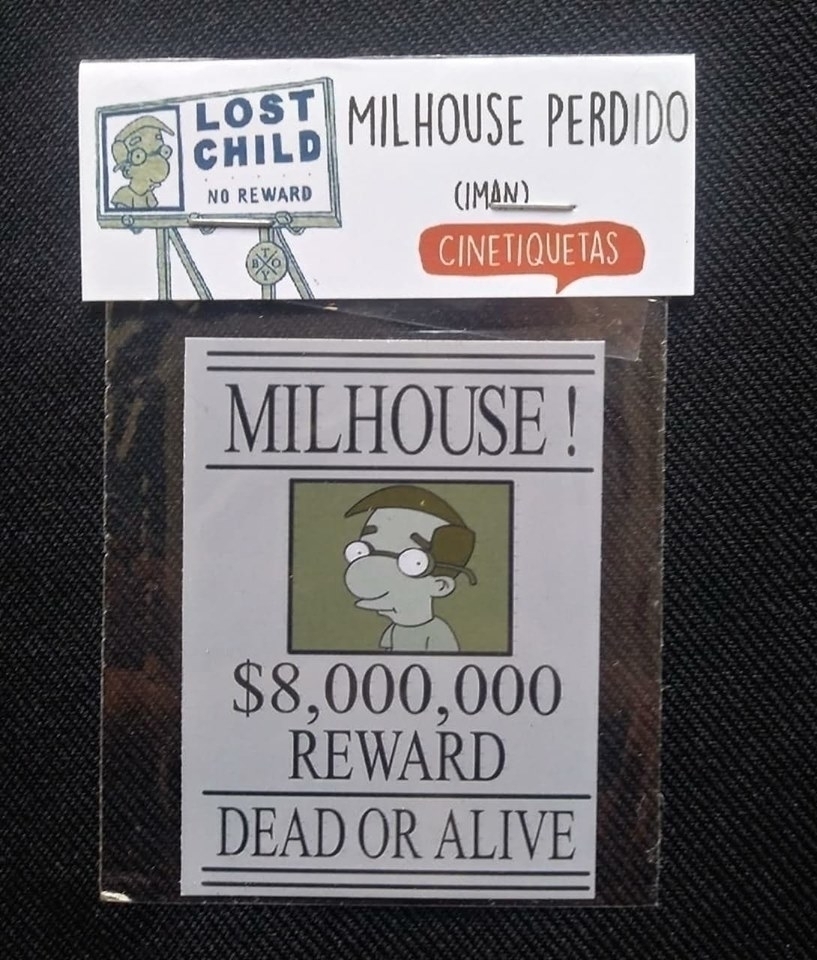 LOST
CHILD
NO REWARD
MILHOUSE PERDIDO
(IMAN)
CINETIQUETAS
MILHOUSE !
$8,000,000
REWARD
DEAD OR ALIVE